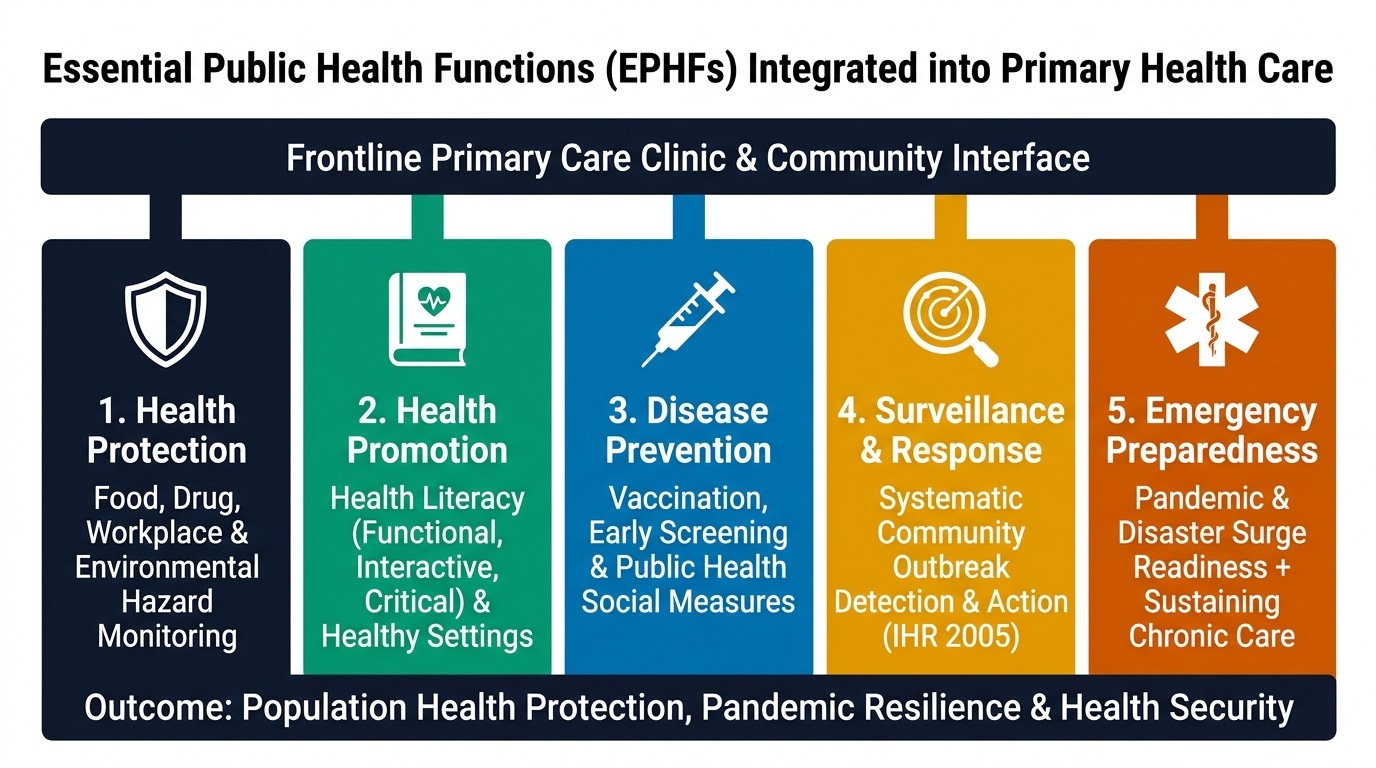 Essential Public Health Functions (EPHFs) Integrated into Primary Health Care
Frontline Primary Care Clinic & Community Interface
1. Health
Protection
Food, Drug,
Workplace &
Environmental
Hazard
Monitoring
2. Health
Promotion
Health Literacy
(Functional,
Interactive,
Critical) &
Healthy Settings
3. Disease
Prevention
Vaccination,
Early Screening
& Public Health
Social Measures
4. Surveillance
& Response
Systematic
Community
Outbreak
Detection & Action
(IHR 2005)
5. Emergency
Preparedness
Pandemic &
Disaster Surge
Readiness +
Sustaining
Chronic Care
Outcome: Population Health Protection, Pandemic Resilience & Health Security